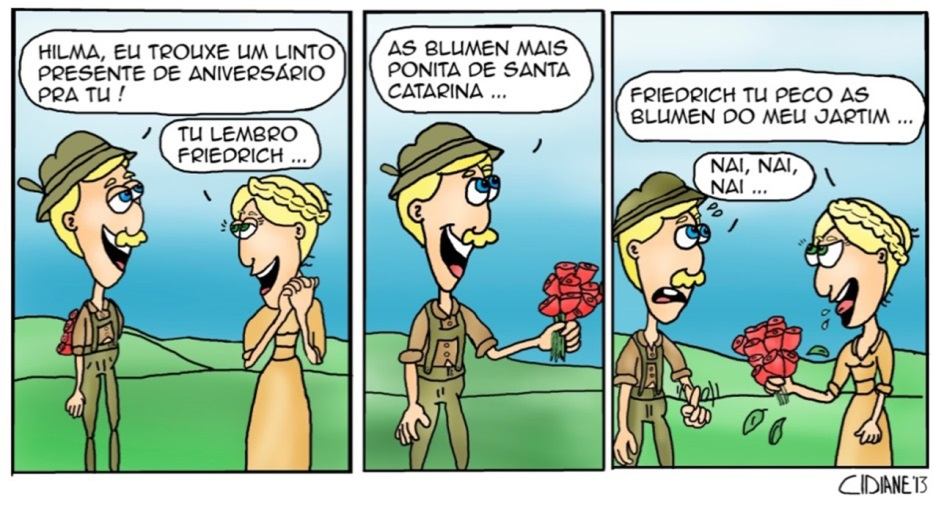 HILMA, EU TROUXE UM LINTO
PRESENTE DE ANIVERSÁRIO
PRA TU !
TU LEMBRO
FRIEDRICH ...
AS BLUMEN MAIS
PONITA DE SANTA
CATARINA ...
FRIEDRICH TU PECO AS
BLUMEN DO MEU JARTIM ...
NAI, NAI,
NAI ...
CIDIANE'13